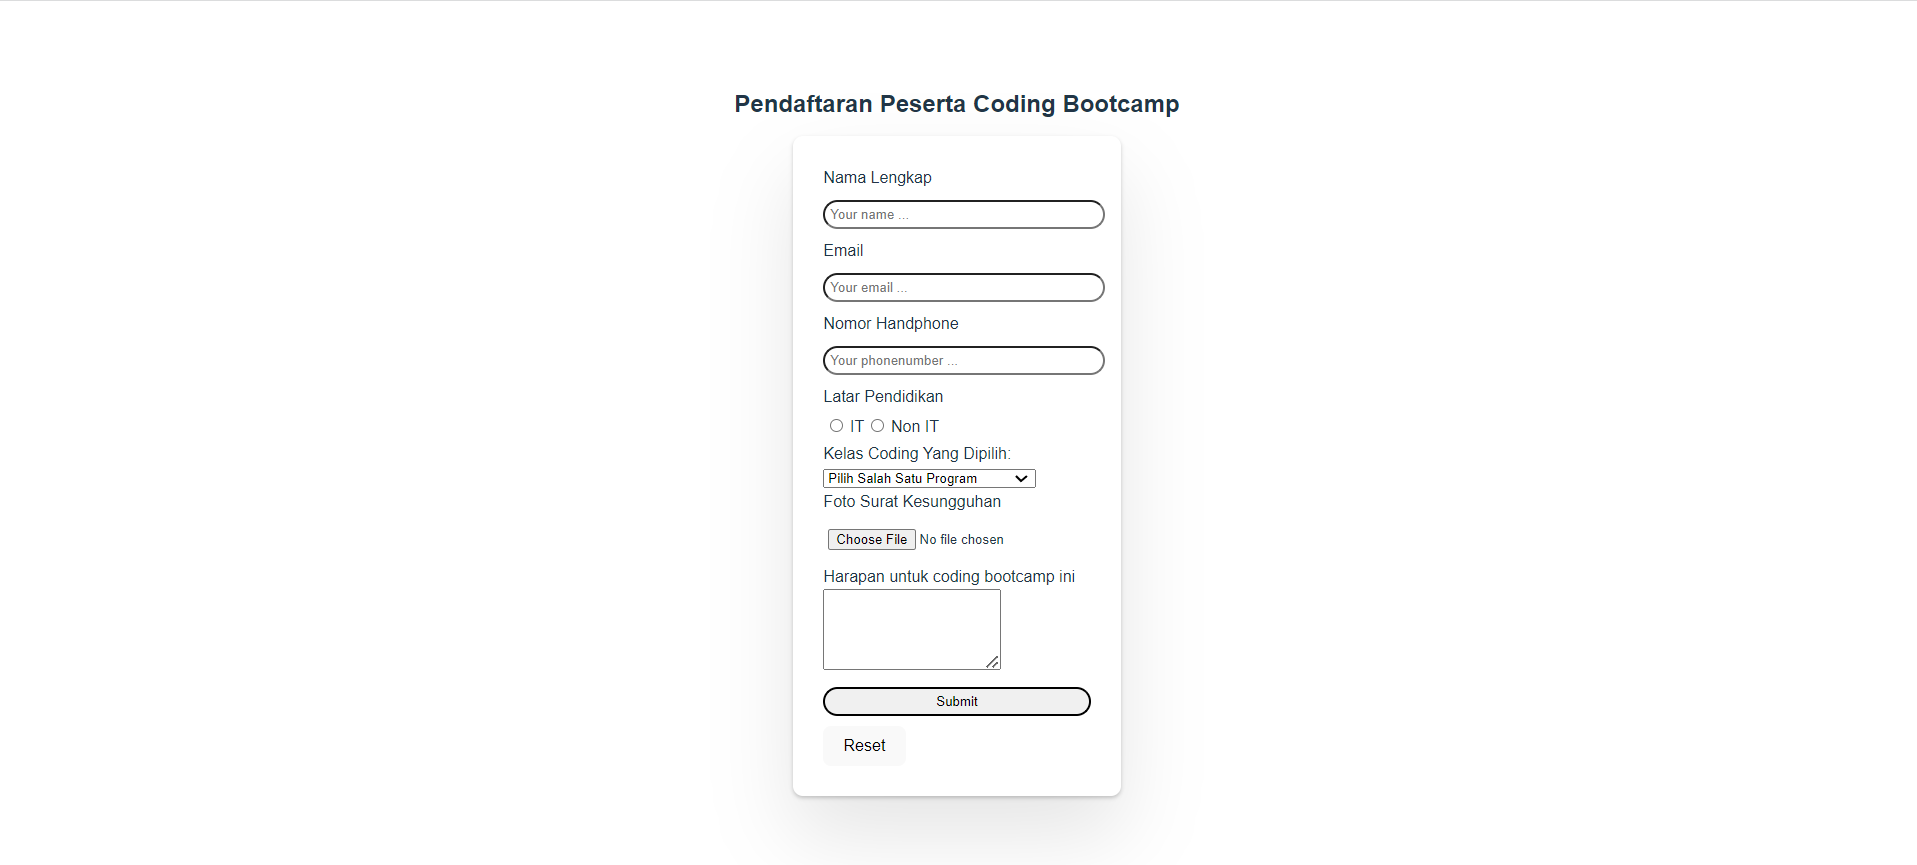 Pendaftaran Peserta Coding Bootcamp
Nama Lengkap
Your name ...
Email
Your email ...
Nomor Handphone
Your phonenumber ...
Latar Pendidikan
IT Non IT
Kelas Coding Yang Dipilih:
Pilih Salah Satu Program
Foto Surat Kesungguhan
Choose File No file chosen
Harapan untuk coding bootcamp ini
Submit
Reset